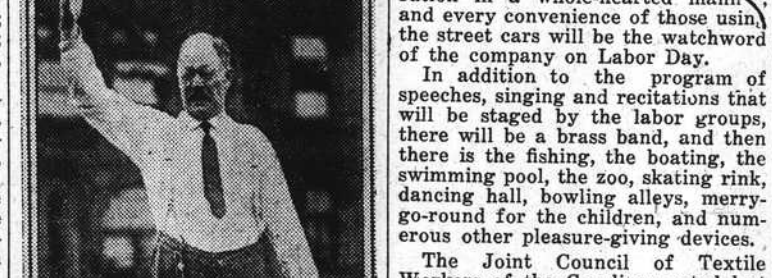 and every convenience of those using
the street cars will be the watchword
of the company on Labor Day.
In addition to the program of
speeches, singing and recitations that
will be staged by the labor groups,
there will be a brass band, and then
there is the fishing, the boating, the
swimming pool, the zoo, skating rink,
dancing hall, bowling alleys, merry-
go-round for the children, and num-
erous other pleasure-giving devices.
The Joint Council of Textile